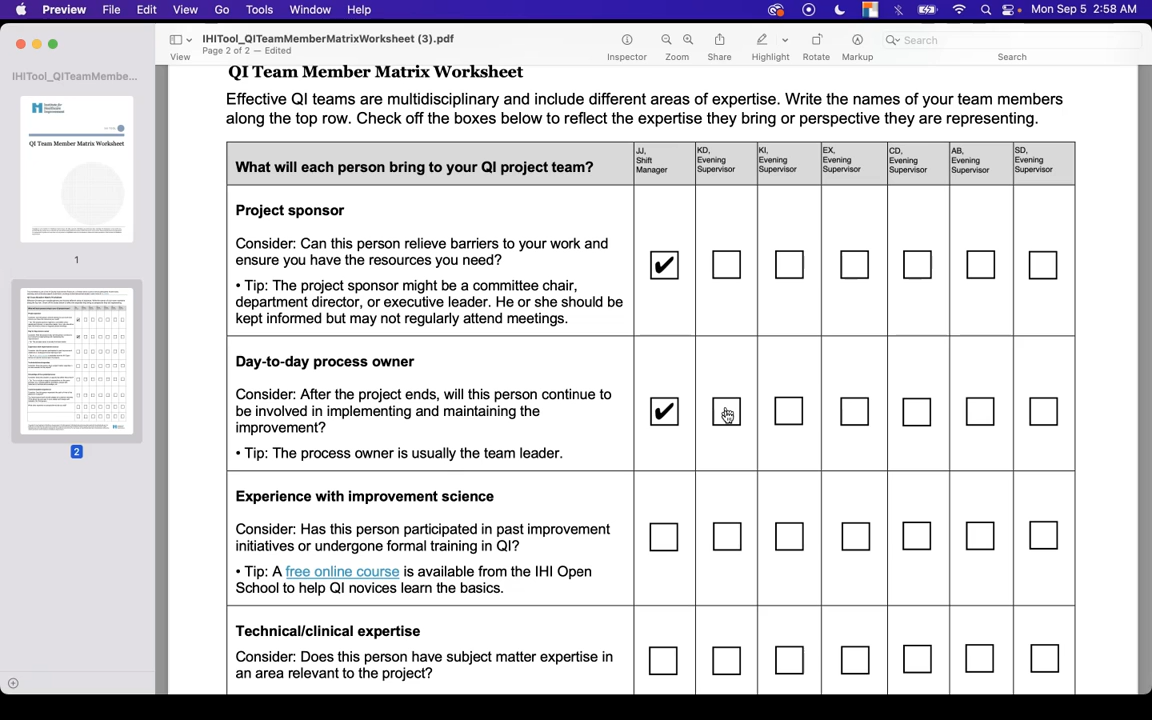 Preview File Edit View Go Tools Window Help
Mon Sep 5 2:58 AM
IHITool_QITeamMemberMatrixWorksheet (3).pdf
Page 2 of 2 — Edited
View
Inspector
Zoom
Share
Highlight
Markup
Rotate
Search
Search
IHITool_QITeamMembe...
QI Team Member Matrix Worksheet
1
2
QI Team Member Matrix Worksheet
Effective QI teams are multidisciplinary and include different areas of expertise. Write the names of your team members
along the top row. Check off the boxes below to reflect the expertise they bring or perspective they are representing.
What will each person bring to your QI project team?
JJ,
Shift
Manager
KD,
Evening
Supervisor
KI,
Evening
Supervisor
EX,
Evening
Supervisor
CD,
Evening
Supervisor
AB,
Evening
Supervisor
SD,
Evening
Supervisor
Project sponsor
Consider: Can this person relieve barriers to your work and
ensure you have the resources you need?
• Tip: The project sponsor might be a committee chair,
department director, or executive leader. He or she should be
kept informed but may not regularly attend meetings.
Day-to-day process owner
Consider: After the project ends, will this person continue to
be involved in implementing and maintaining the
improvement?
• Tip: The process owner is usually the team leader.
Experience with improvement science
Consider: Has this person participated in past improvement
initiatives or undergone formal training in QI?
• Tip: A free online course is available from the IHI Open
School to help QI novices learn the basics.
Technical/clinical expertise
Consider: Does this person have subject matter expertise in
an area relevant to the project?